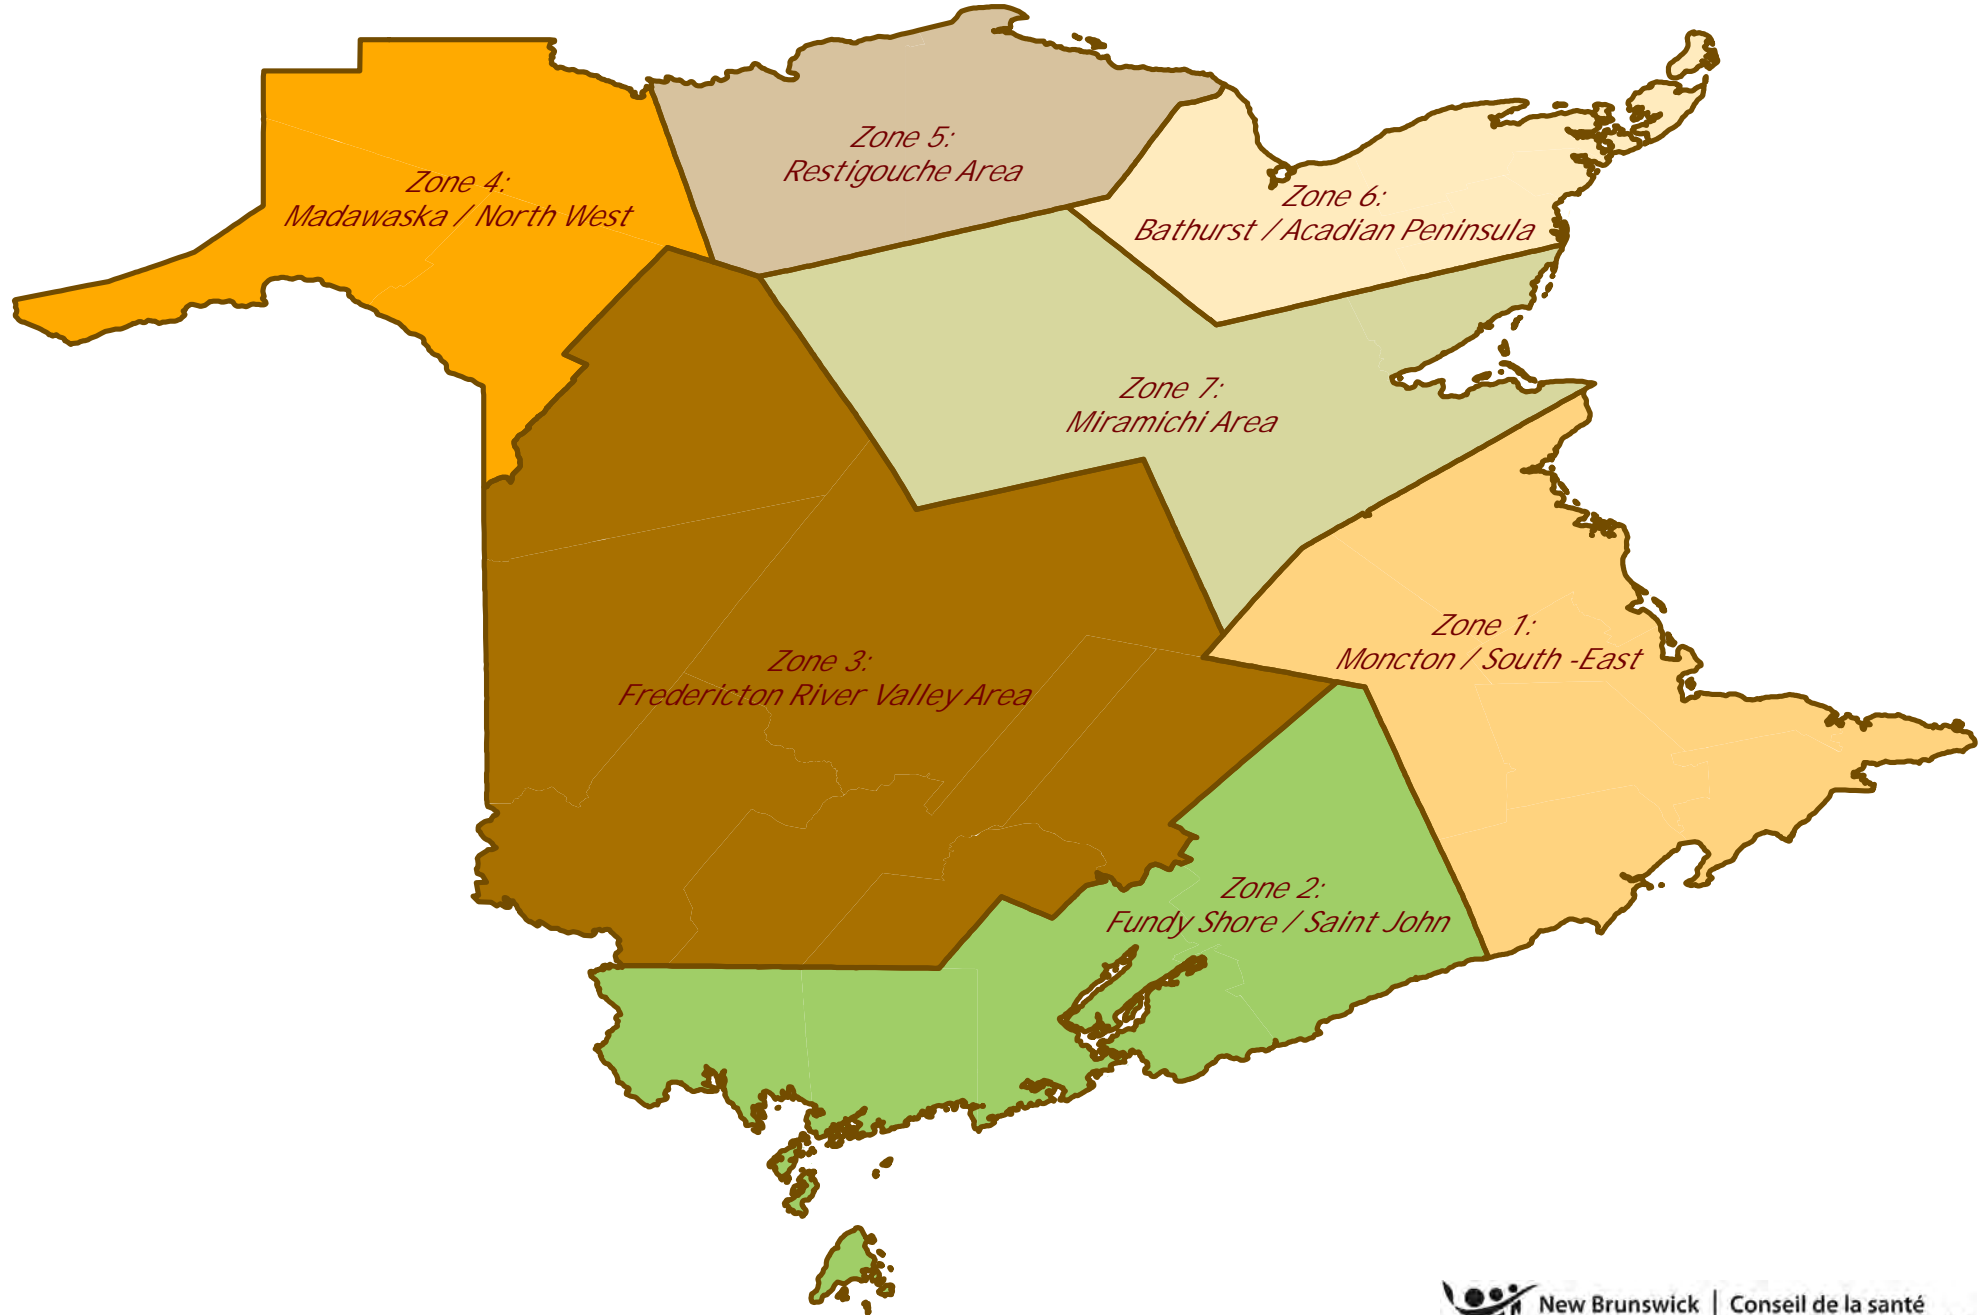 Zone 5:
Restigouche Area
Zone 4:
Madawaska / North West
Zone 6:
Bathurst / Acadian Peninsula
Zone 7:
Miramichi Area
Zone 1:
Moncton / South -East
Zone 3:
Fredericton River Valley Area
Zone 2:
Fundy Shore / Saint John
New Brunswick | Conseil de la santé